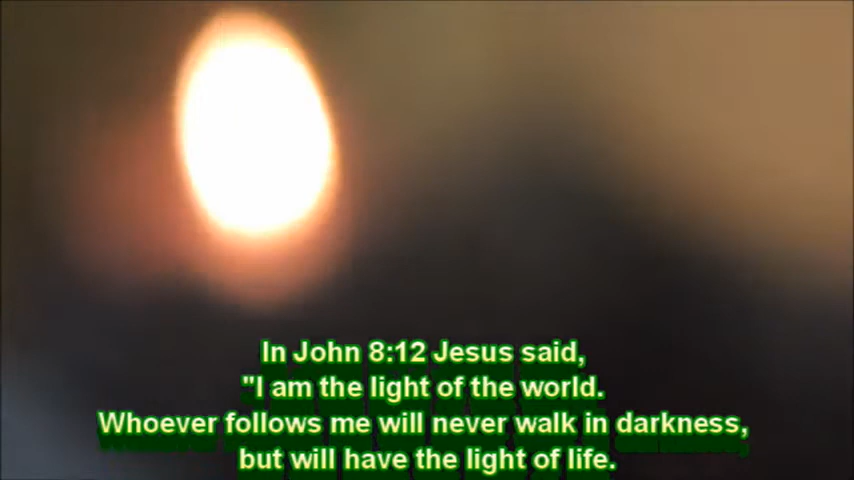 In John 8:12 Jesus said,
"I am the light of the world.
Whoever follows me will never walk in darkness,
but will have the light of life.